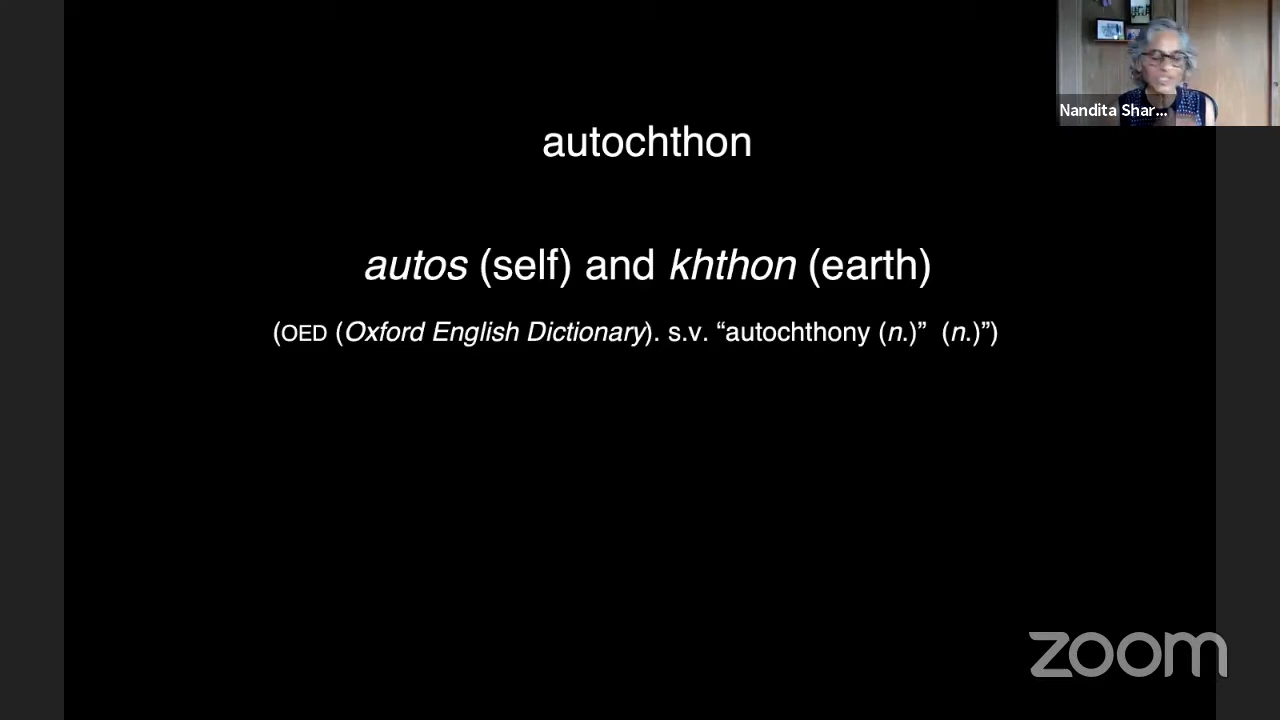 Nandita Shar...
autochthon
autos (self) and khthon (earth)
(OED (Oxford English Dictionary). s.v. “autochthony (n.)”  (n.)”)
zoom